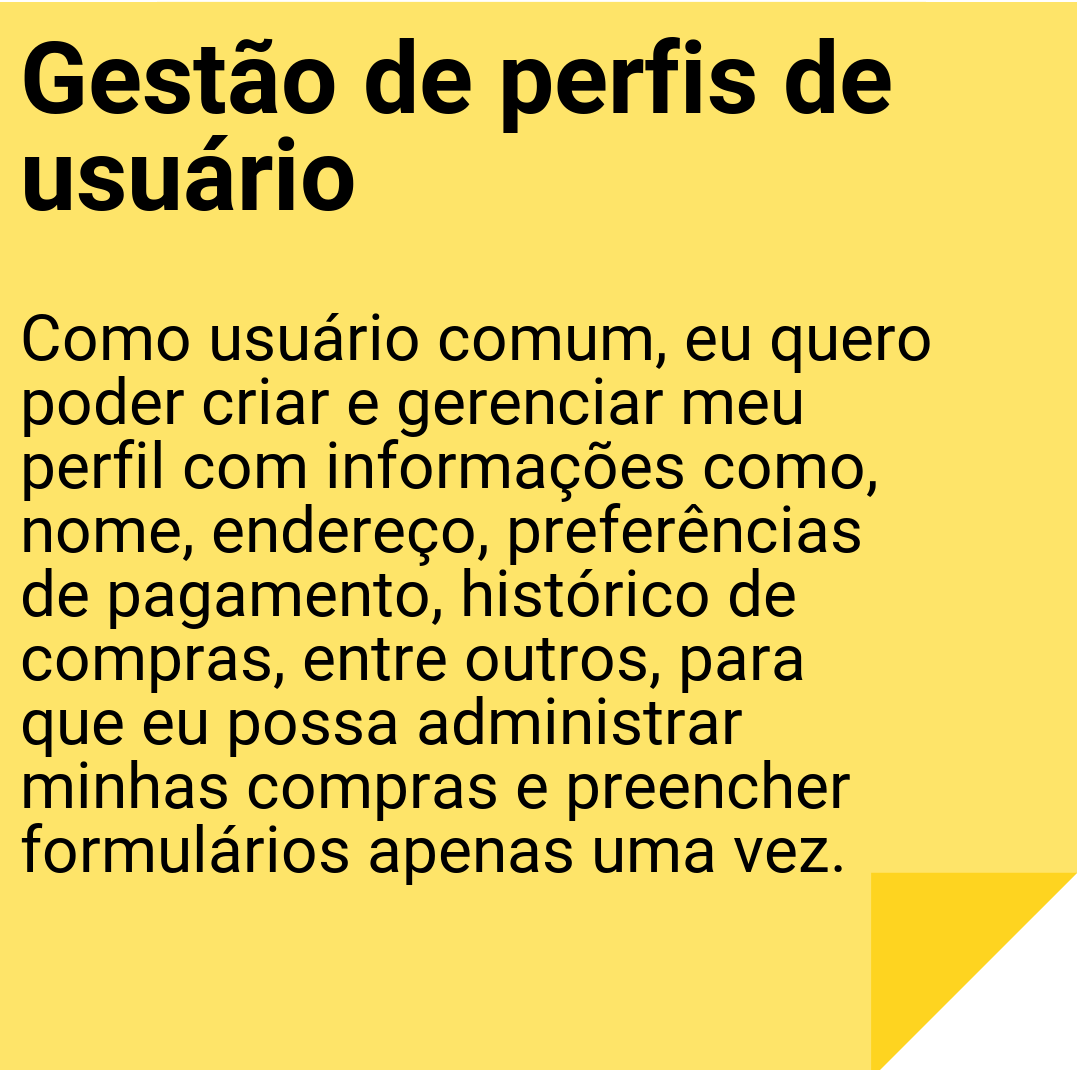 Gestão de perfis de
usuário
Como usuário comum, eu quero
poder criar e gerenciar meu
perfil com informações como,
nome, endereço, preferências
de pagamento, histórico de
compras, entre outros, para
que eu possa administrar
minhas compras e preencher
formulários apenas uma vez.